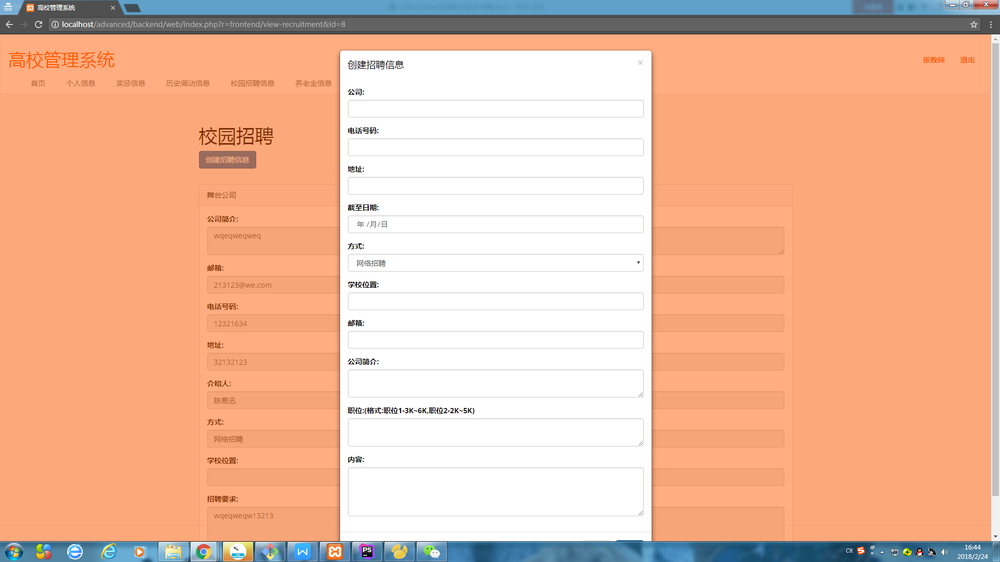 高校管理系统
localhost/advanced/backend/web/index.php?r=frontend/view-recruitment&id=8
高校管理系统
张教师
退出
首页
个人信息
奖惩信息
历史调动信息
校园招聘信息
养老金信息
校园招聘
创建招聘信息
舞台公司
公司简介:
wqeqweqweq
邮箱:
213123@we.com
电话号码:
12321634
地址:
32132123
介绍人:
陈易迅
方式:
网络招聘
学校位置:
招聘要求:
wqeqweqw13213
创建招聘信息
×
公司:
电话号码:
地址:
截至日期:
年 /月/日
方式:
网络招聘
学校位置:
邮箱:
公司简介:
职位:(格式:职位1-3K~6K,职位2-2K~5K)
内容:
PS
W
CH
S
16:44
2018/2/24